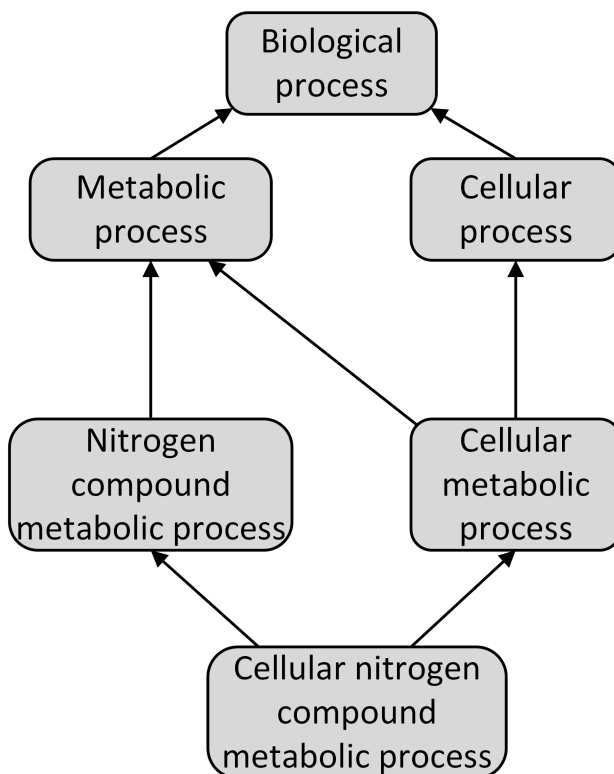 Biological
process
Metabolic
process
Cellular
process
Nitrogen
compound
metabolic process
Cellular
metabolic
process
Cellular nitrogen
compound
metabolic process